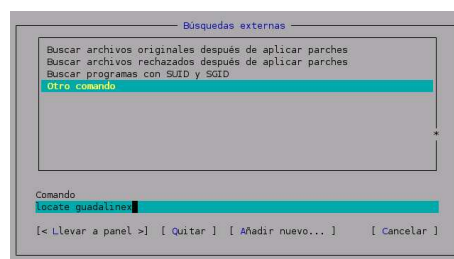 Búsquedas externas
Buscar archivos originales después de aplicar parches
Buscar archivos rechazados después de aplicar parches
Buscar programas con SUID y SGID
Otro comando
*
Comando
locate guadalinex
[< Llevar a panel >] [ Quitar ] [ Añadir nuevo... ] [ Cancelar ]